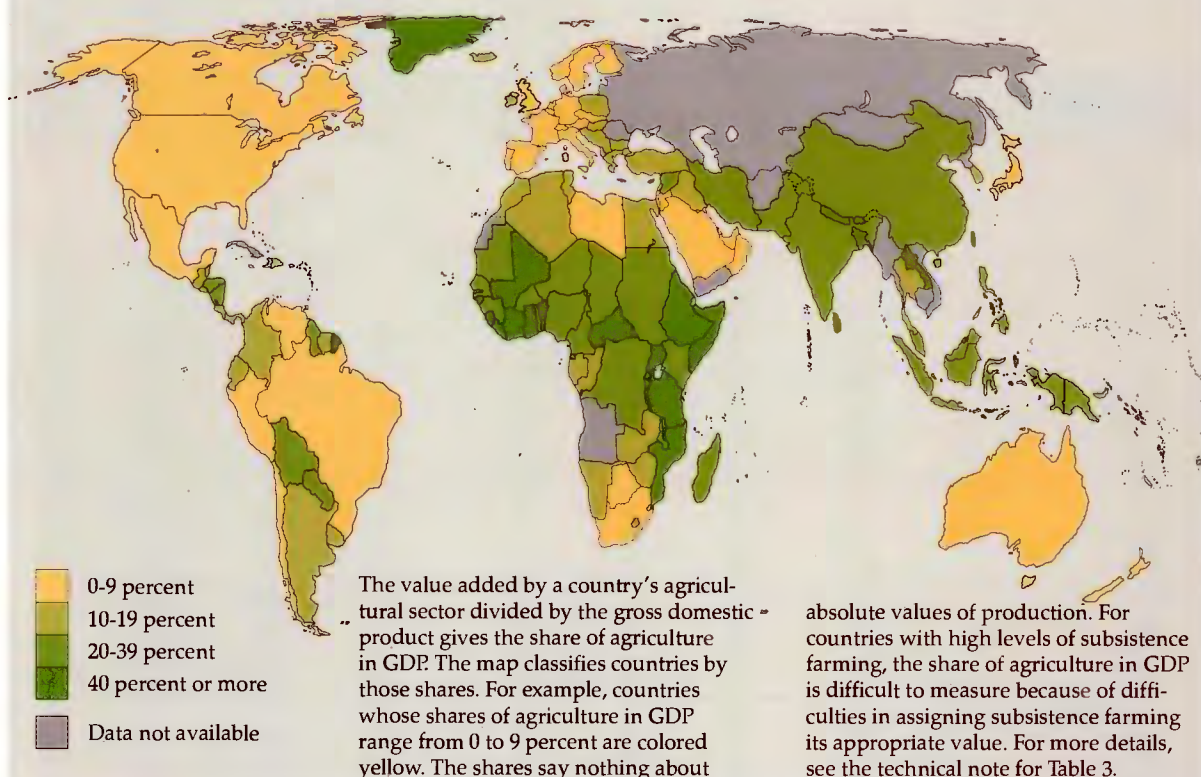 0-9 percent
10-19 percent
20-39 percent
40 percent or more
Data not available
The value added by a country's agricul-
tural sector divided by the gross domestic
product gives the share of agriculture
in GDP. The map classifies countries by
those shares. For example, countries
whose shares of agriculture in GDP
range from 0 to 9 percent are colored
yellow. The shares say nothing about
absolute values of production. For
countries with high levels of subsistence
farming, the share of agriculture in GDP
is difficult to measure because of diffi-
culties in assigning subsistence farming
its appropriate value. For more details,
see the technical note for Table 3.